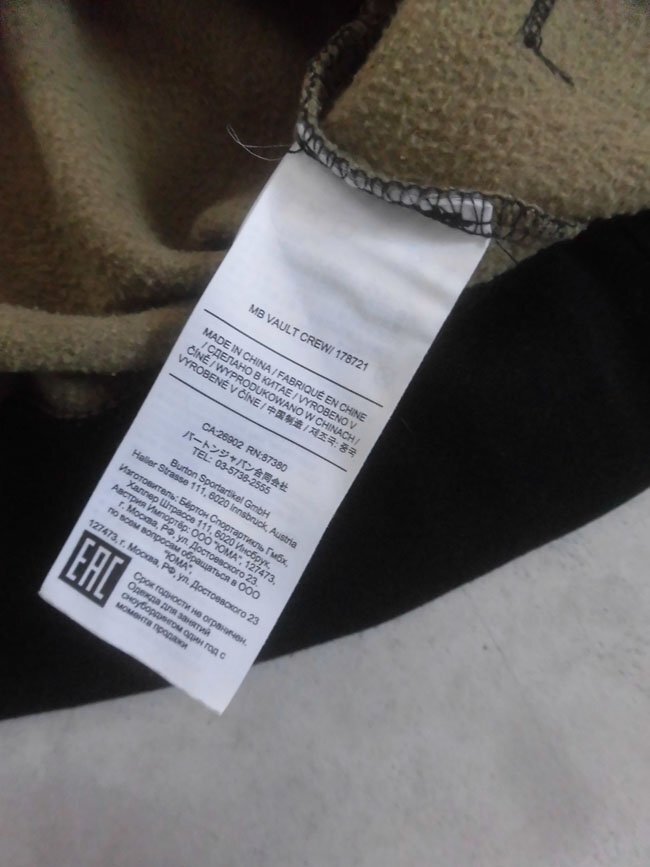 MB VAULT CREW/ 178721
MADE IN CHINA / FABRIQUÉ EN CHINE
/ СДЕЛАНО В КИТАЕ / VYROBENO V
ČÍNĚ / WYPRODUKOWANO W CHINACH /
VYROBENÉ V ČÍNE / 中国制造 / 제조국: 중국
CA:26902 RN:87380
バートンジャパン合同会社
TEL: 03-5738-2555
Burton Sportartikel GmbH
Haller Strasse 111, 6020 Innsbruck, Austria
Изготовитель: Бёртон Спортартикль Гмбх,
Халлер Штрассе 111, 6020 Инсбрук,
Австрия Импортёр: ООО "ЮМА", 127473,
г. Москва, РФ, ул. Достоевского 23.
по всем вопросам обращаться в ООО
"ЮМА",
127473, г. Москва, РФ, ул. Достоевского 23
EAC
Срок годности не ограничен.
Одежда для занятий
сноубордингом один год с
момента продажи